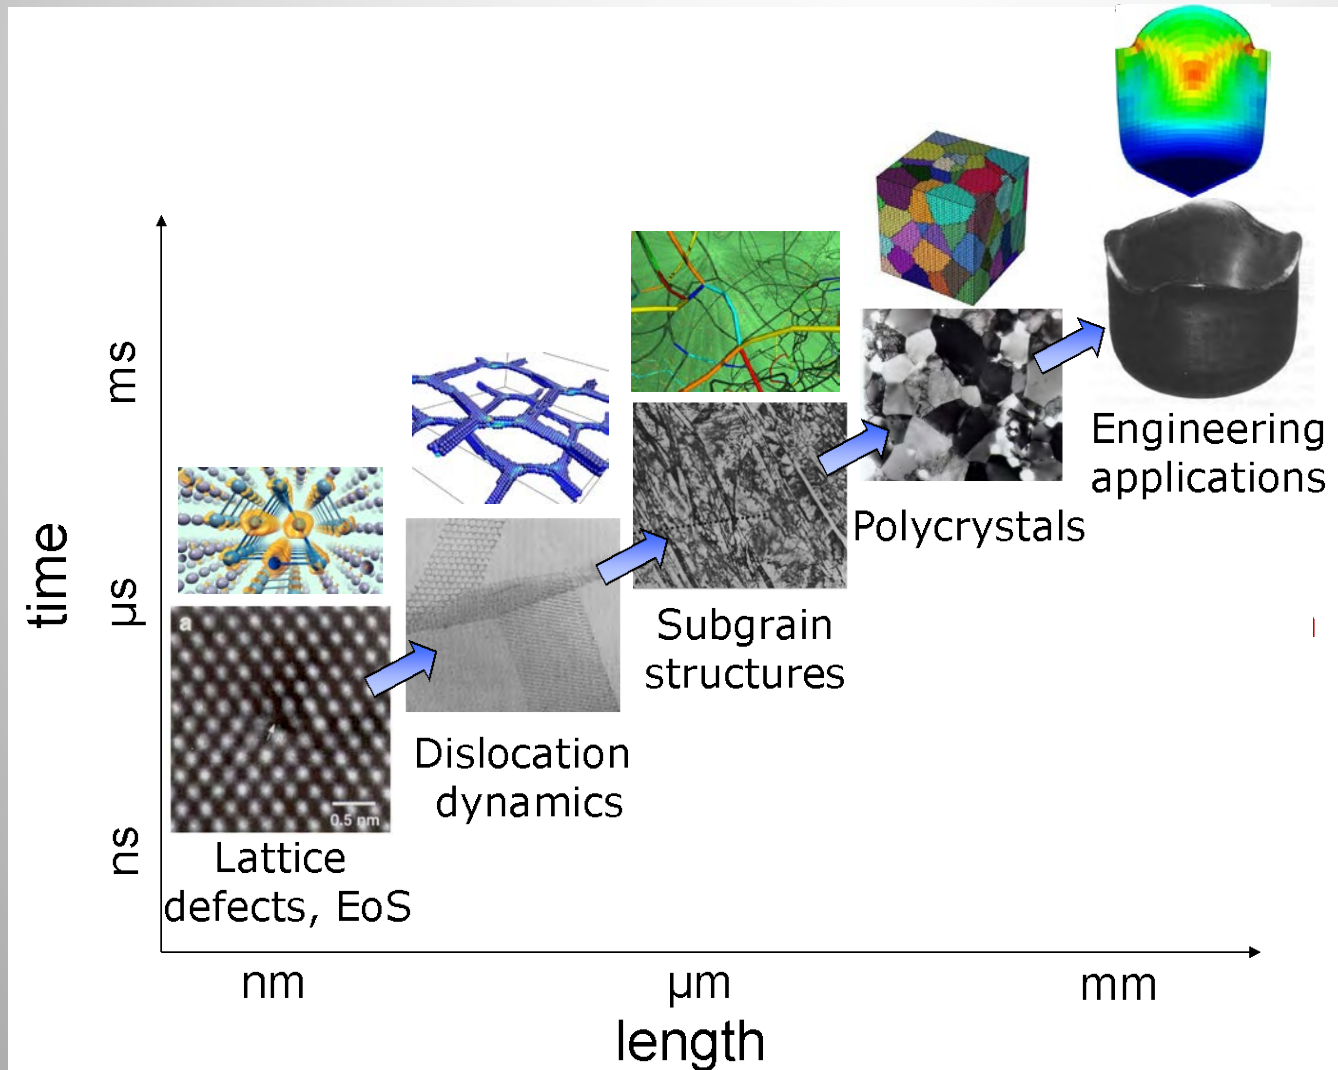 Engineering
applications
Polycrystals
Subgrain
structures
Dislocation
dynamics
a
0.5 nm
Lattice
defects, EoS
time
ms
µs
ns
nm
µm
mm
length